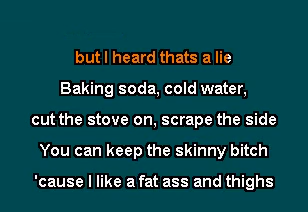 but I heard thats a lie
Baking soda, cold water,
cut the stove on, scrape the side
You can keep the skinny bitch
'cause I like a fat ass and thighs